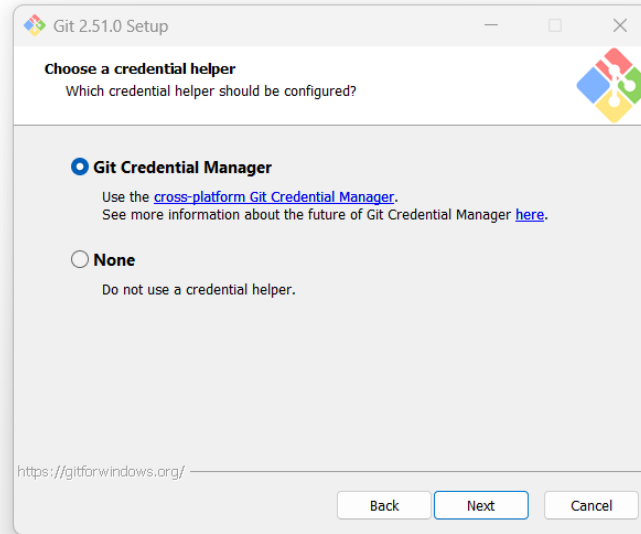 Git 2.51.0 Setup
Choose a credential helper
Which credential helper should be configured?
Git Credential Manager
Use the cross-platform Git Credential Manager.
See more information about the future of Git Credential Manager here.
None
Do not use a credential helper.
https://gitforwindows.org/
Back Next Cancel